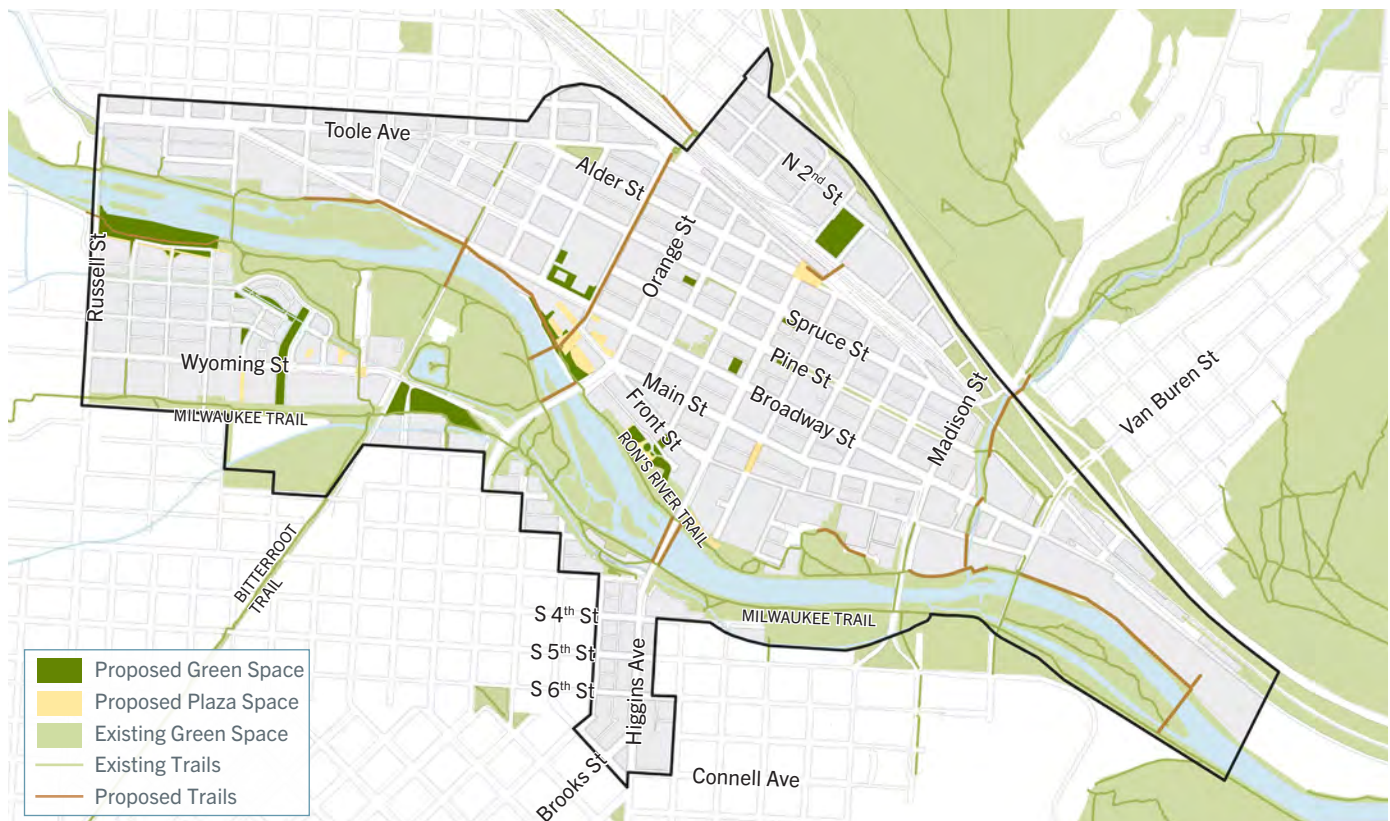 Toole Ave
Alder St
N 2nd St
Orange St
Russell St
Spruce St
Pine St
Wyoming St
Main St
Broadway St
Madison St
Van Buren St
Front St
MILWAUKEE TRAIL
RON'S RIVER TRAIL
BITTERROOT
TRAIL
S 4th St
MILWAUKEE TRAIL
S 5th St
S 6th St
Higgins Ave
Brooks St
Connell Ave
Proposed Green Space
Proposed Plaza Space
Existing Green Space
Existing Trails
Proposed Trails